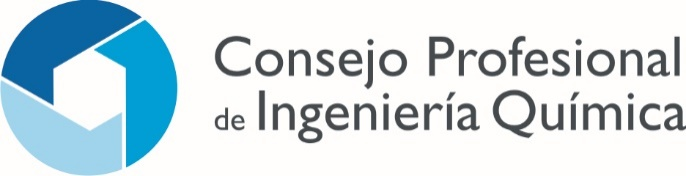 Consejo Profesional
de Ingeniería Química